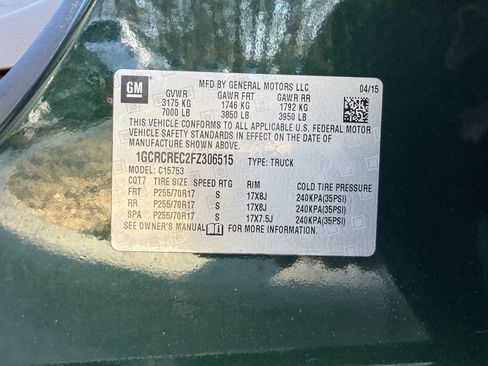 GM
MFD BY GENERAL MOTORS LLC 04/15
GVWR GAWR FRT GAWR RR
3175 KG 1746 KG 1792 KG
7000 LB 3850 LB 3950 LB
THIS VEHICLE CONFORMS TO ALL APPLICABLE U.S. FEDERAL MOTOR
VEHICLE SAFETY STANDARDS IN EFFECT ON THE DATE OF
MANUFACTURE SHOWN ABOVE.
1GCRCREC2FZ306515 TYPE: TRUCK
MODEL: C15753
CQT7 TIRE SIZE SPEED RTG RIM COLD TIRE PRESSURE
FRT P255/70R17 S 17X8J 240KPA(35PSI)
RR P255/70R17 S 17X8J 240KPA(35PSI)
SPA P255/70R17 S 17X7.5J 240KPA(35PSI)
SEE OWNER'S MANUAL FOR MORE INFORMATION.